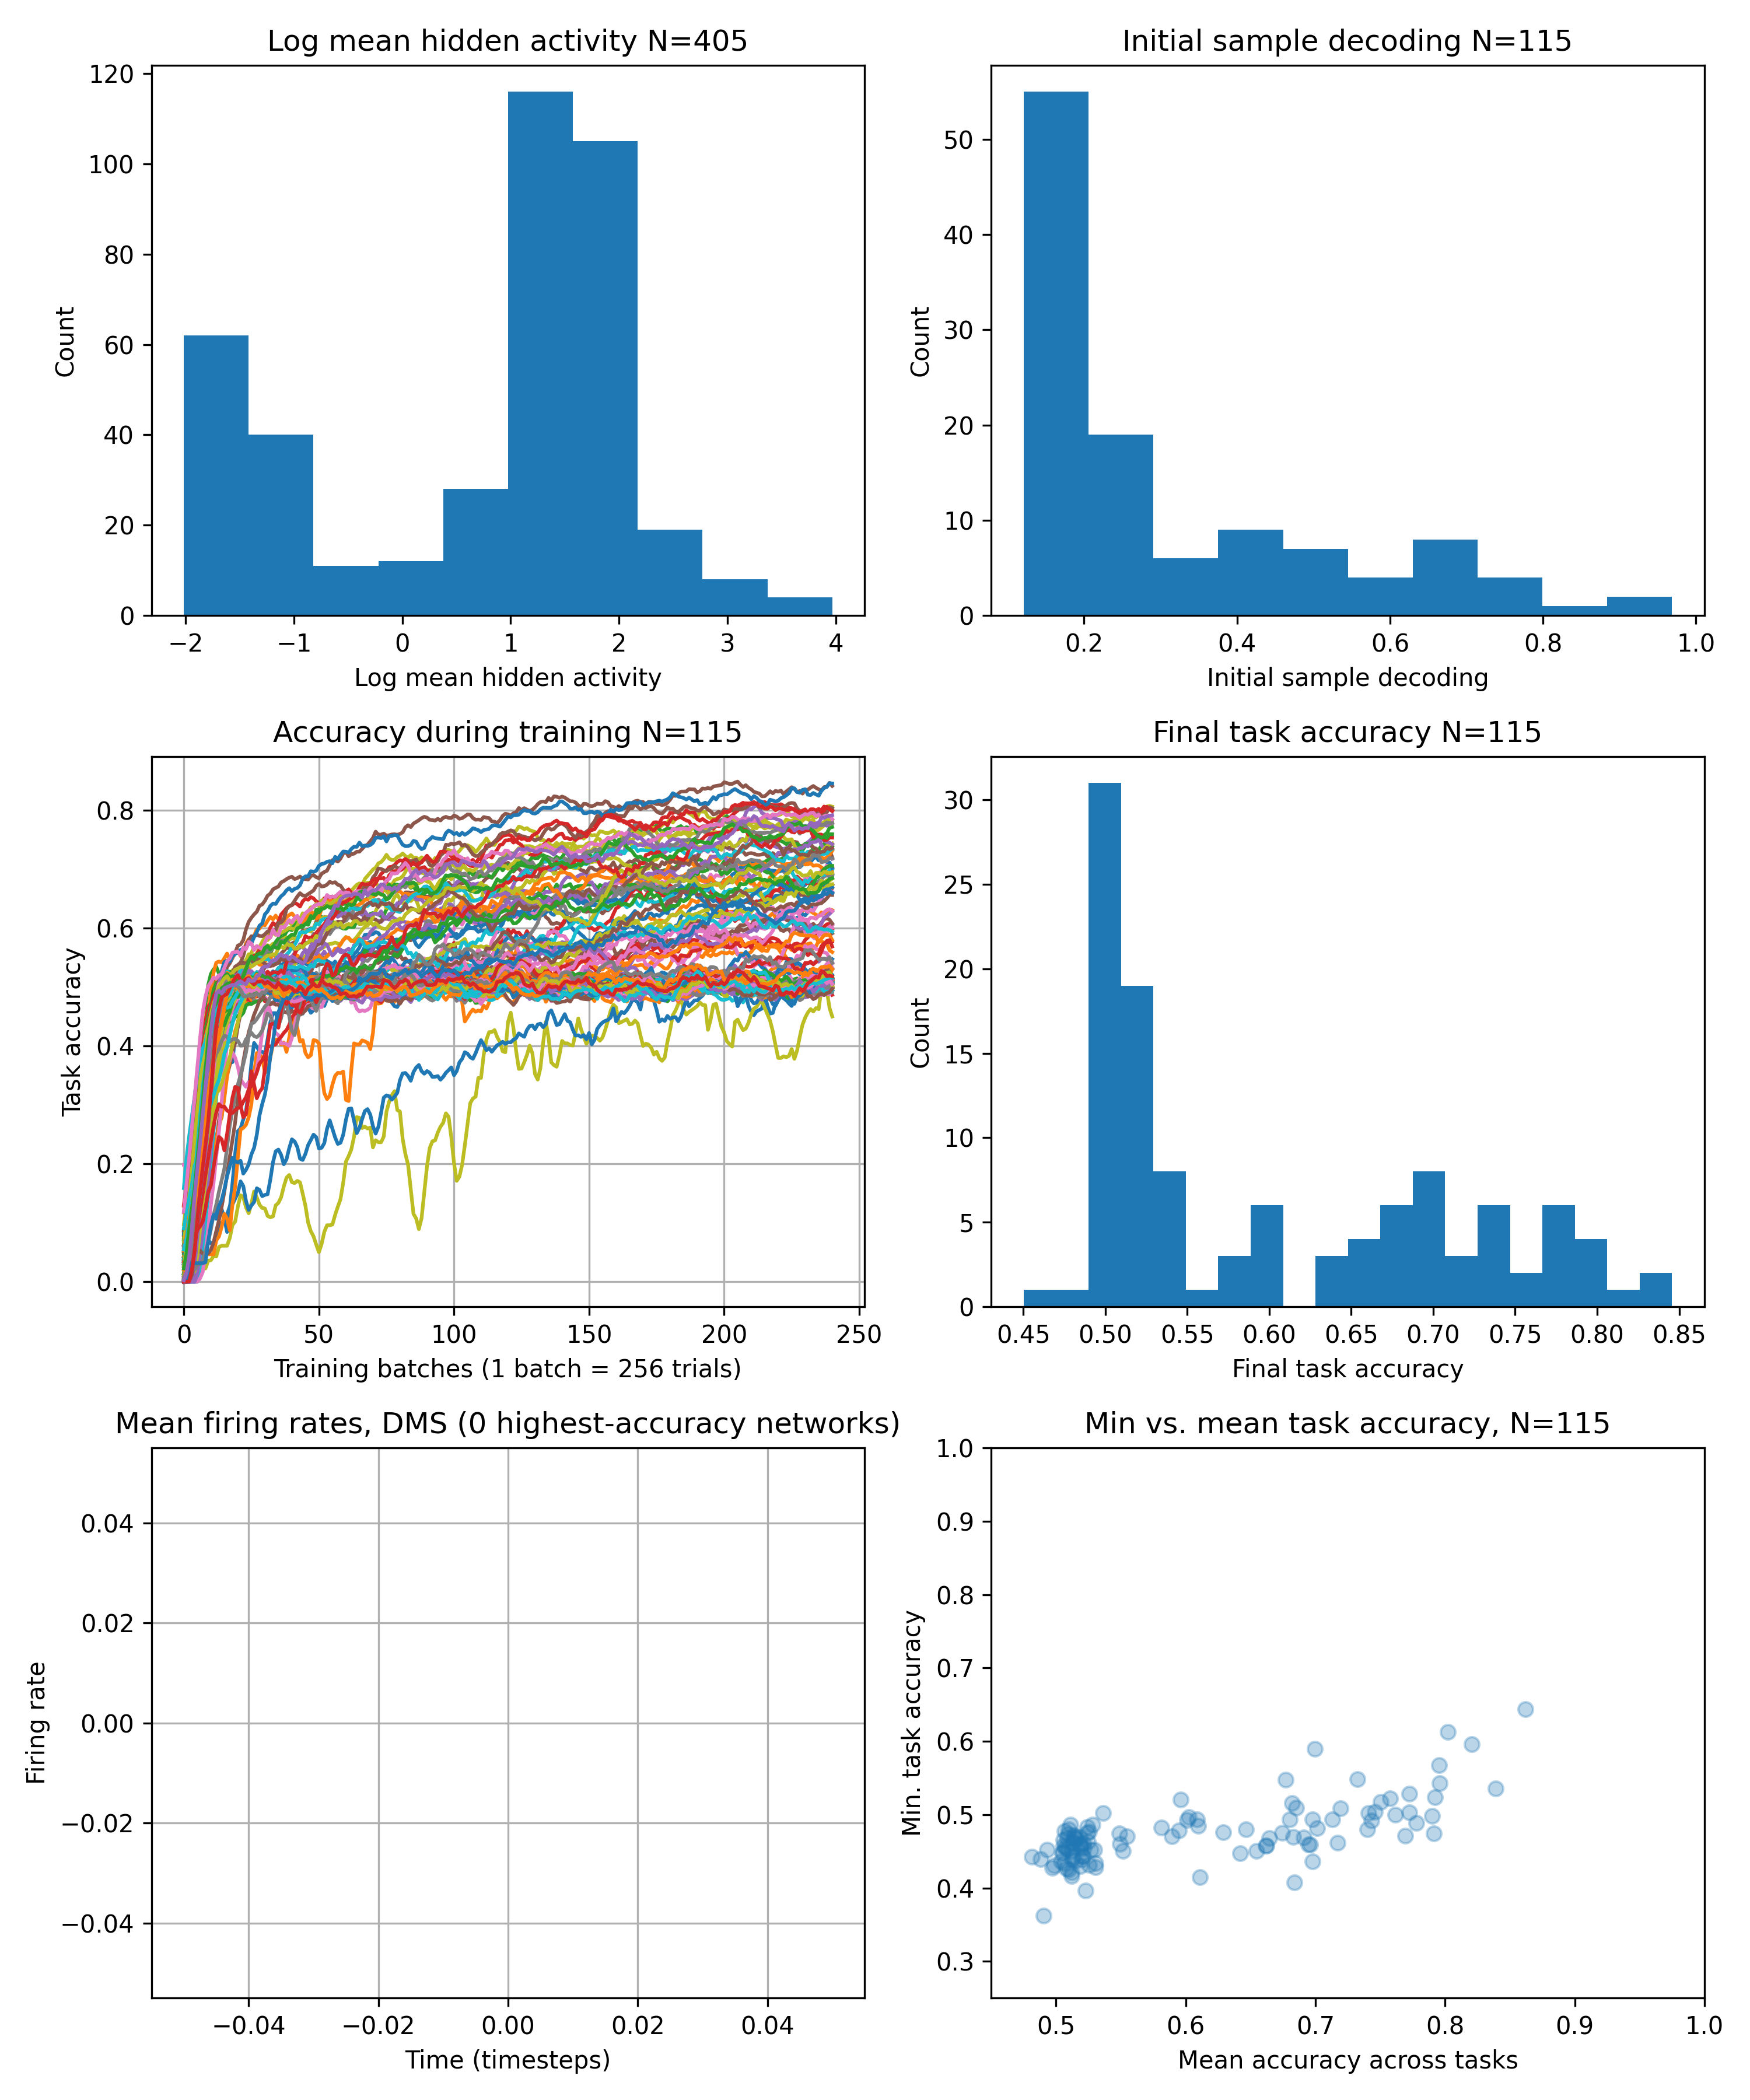 Log mean hidden activity N=405
120
100
80
60
40
20
0
Count
−2 −1 0 1 2 3 4
Log mean hidden activity
Initial sample decoding N=115
50
40
30
20
10
0
Count
0.2 0.4 0.6 0.8 1.0
Initial sample decoding
Accuracy during training N=115
0.8
0.6
0.4
0.2
0.0
Task accuracy
0 50 100 150 200 250
Training batches (1 batch = 256 trials)
Final task accuracy N=115
30
25
20
15
10
5
0
Count
0.45 0.50 0.55 0.60 0.65 0.70 0.75 0.80 0.85
Final task accuracy
Mean firing rates, DMS (0 highest-accuracy networks)
0.04
0.02
0.00
−0.02
−0.04
Firing rate
−0.04 −0.02 0.00 0.02 0.04
Time (timesteps)
Min vs. mean task accuracy, N=115
1.0
0.9
0.8
0.7
0.6
0.5
0.4
0.3
Min. task accuracy
0.5 0.6 0.7 0.8 0.9 1.0
Mean accuracy across tasks